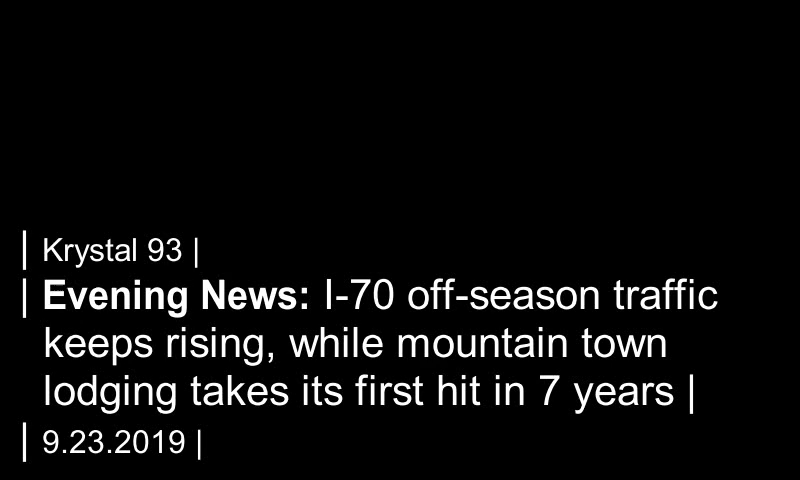 | Krystal 93 |
| Evening News: I-70 off-season traffic
keeps rising, while mountain town
lodging takes its first hit in 7 years |
| 9.23.2019 |